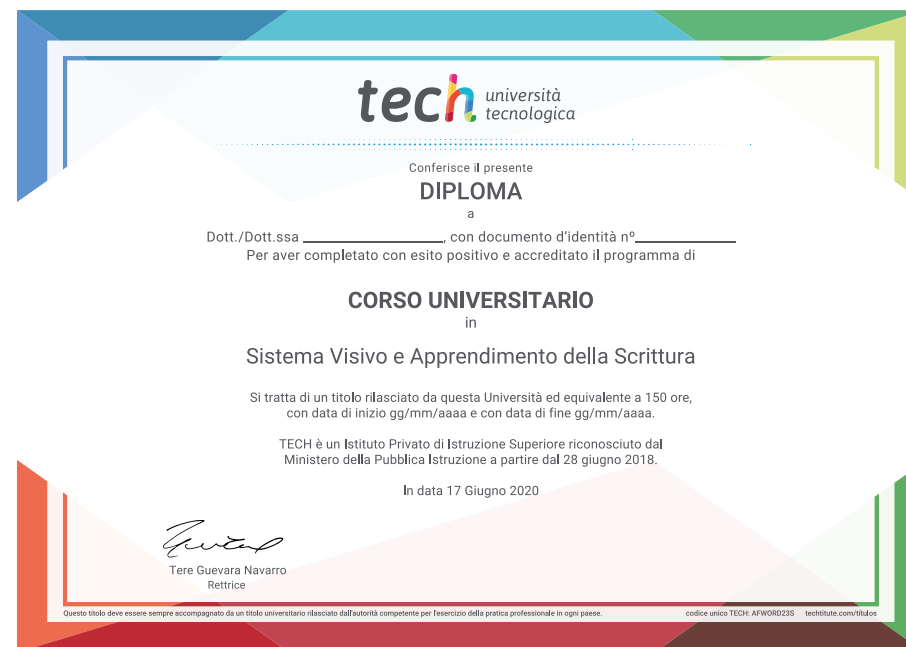 tech università
tecnologica
Conferisce il presente
DIPLOMA
a
Dott./Dott.ssa ____________________, con documento d'identità nº______________
Per aver completato con esito positivo e accreditato il programma di
CORSO UNIVERSITARIO
in
Sistema Visivo e Apprendimento della Scrittura
Si tratta di un titolo rilasciato da questa Università ed equivalente a 150 ore,
con data di inizio gg/mm/aaaa e con data di fine gg/mm/aaaa.
TECH è un Istituto Privato di Istruzione Superiore riconosciuto dal
Ministero della Pubblica Istruzione a partire dal 28 giugno 2018.
In data 17 Giugno 2020
Tere Guevara Navarro
Rettrice
Questo titolo deve essere sempre accompagnato da un titolo universitario rilasciato dall'autorità competente per l'esercizio della pratica professionale in ogni paese. codice unico TECH: AFWORD23S techtitute.com/títulos